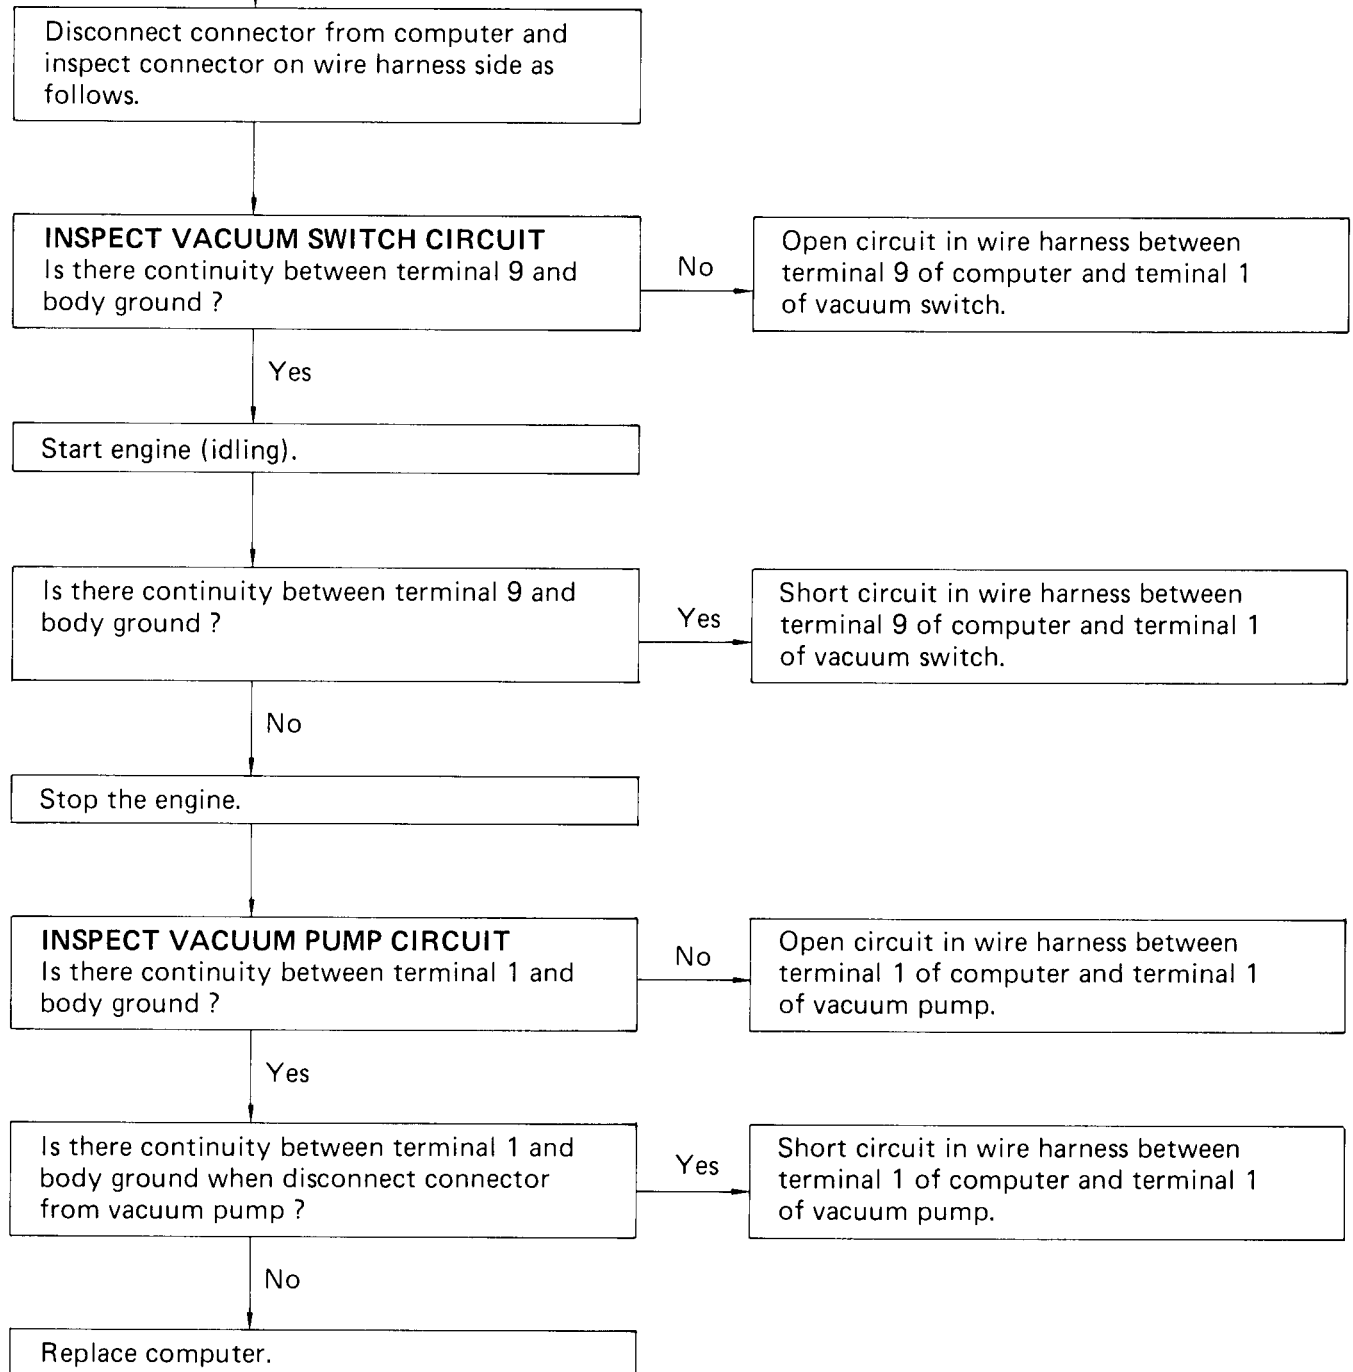 Disconnect connector from computer and
inspect connector on wire harness side as
follows.
INSPECT VACUUM SWITCH CIRCUIT
Is there continuity between terminal 9 and
body ground ?
No
Open circuit in wire harness between
terminal 9 of computer and teminal 1
of vacuum switch.
Yes
Start engine (idling).
Is there continuity between terminal 9 and
body ground ?
Yes
Short circuit in wire harness between
terminal 9 of computer and terminal 1
of vacuum switch.
No
Stop the engine.
INSPECT VACUUM PUMP CIRCUIT
Is there continuity between terminal 1 and
body ground ?
No
Open circuit in wire harness between
terminal 1 of computer and terminal 1
of vacuum pump.
Yes
Is there continuity between terminal 1 and
body ground when disconnect connector
from vacuum pump ?
Yes
Short circuit in wire harness between
terminal 1 of computer and terminal 1
of vacuum pump.
No
Replace computer.